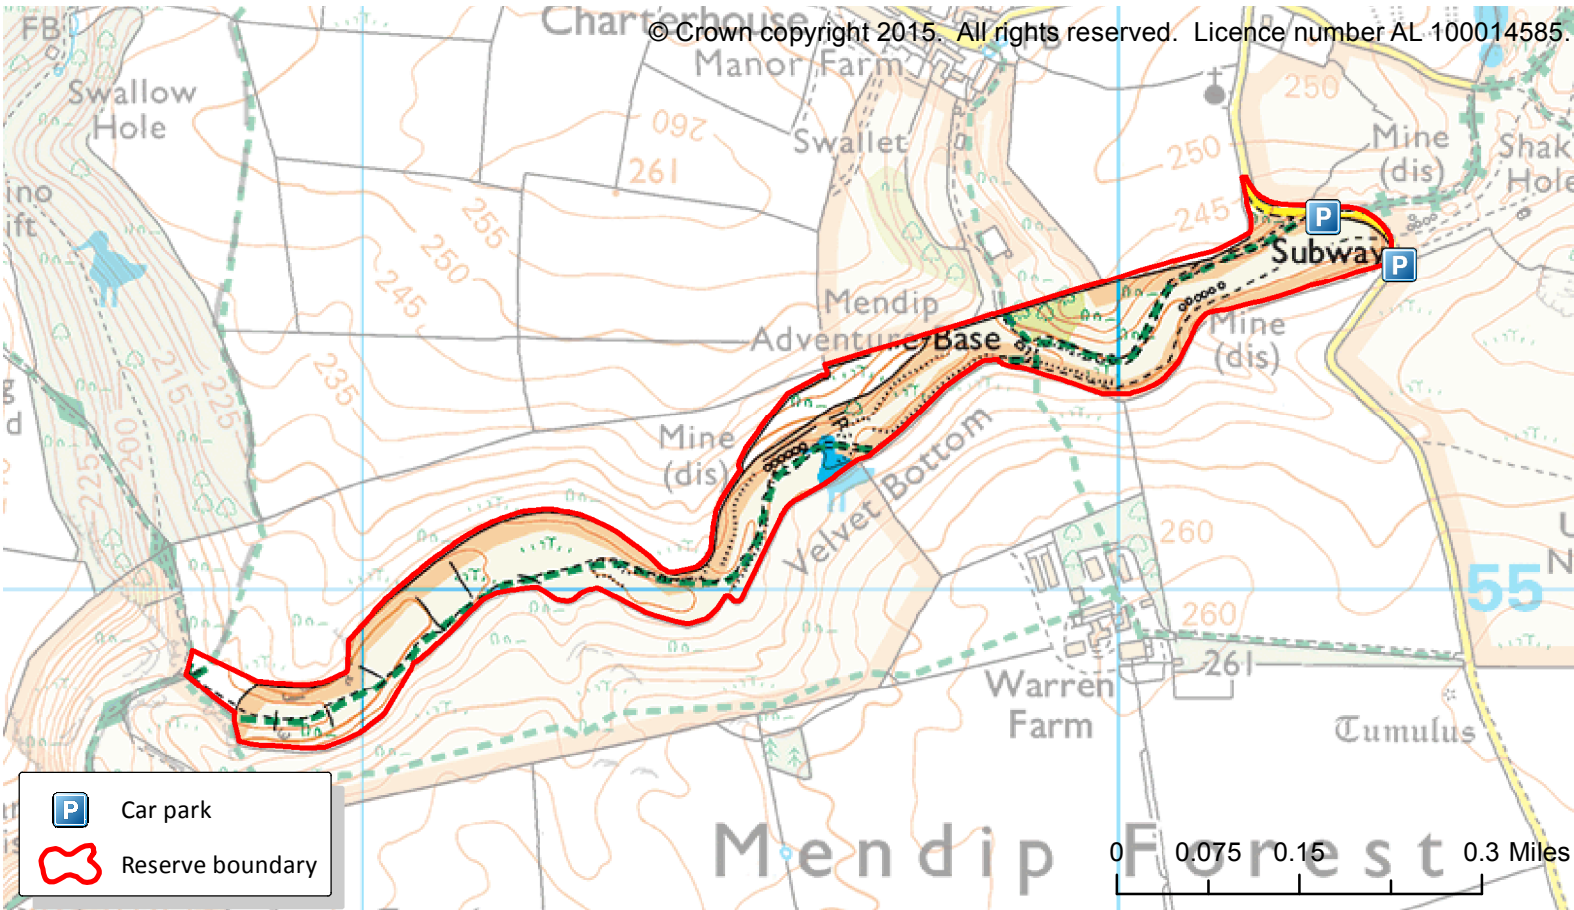 FB
Charterhouse
© Crown copyright 2015. All rights reserved. Licence number AL 100014585.
Manor Farm
Swallow
Hole
260
261
Swallet
250
250
Mine
(dis)
Shak
Hole
255
250
245
245
P
Subway
P
Mendip
Adventure Base
Mine
(dis)
235
215
225
200
225
Mine
(dis)
Velvet Bottom
260
55
260
261
Warren
Farm
Tumulus
Mendip Forest
P Car park
Reserve boundary
0 0.075 0.15 0.3 Miles